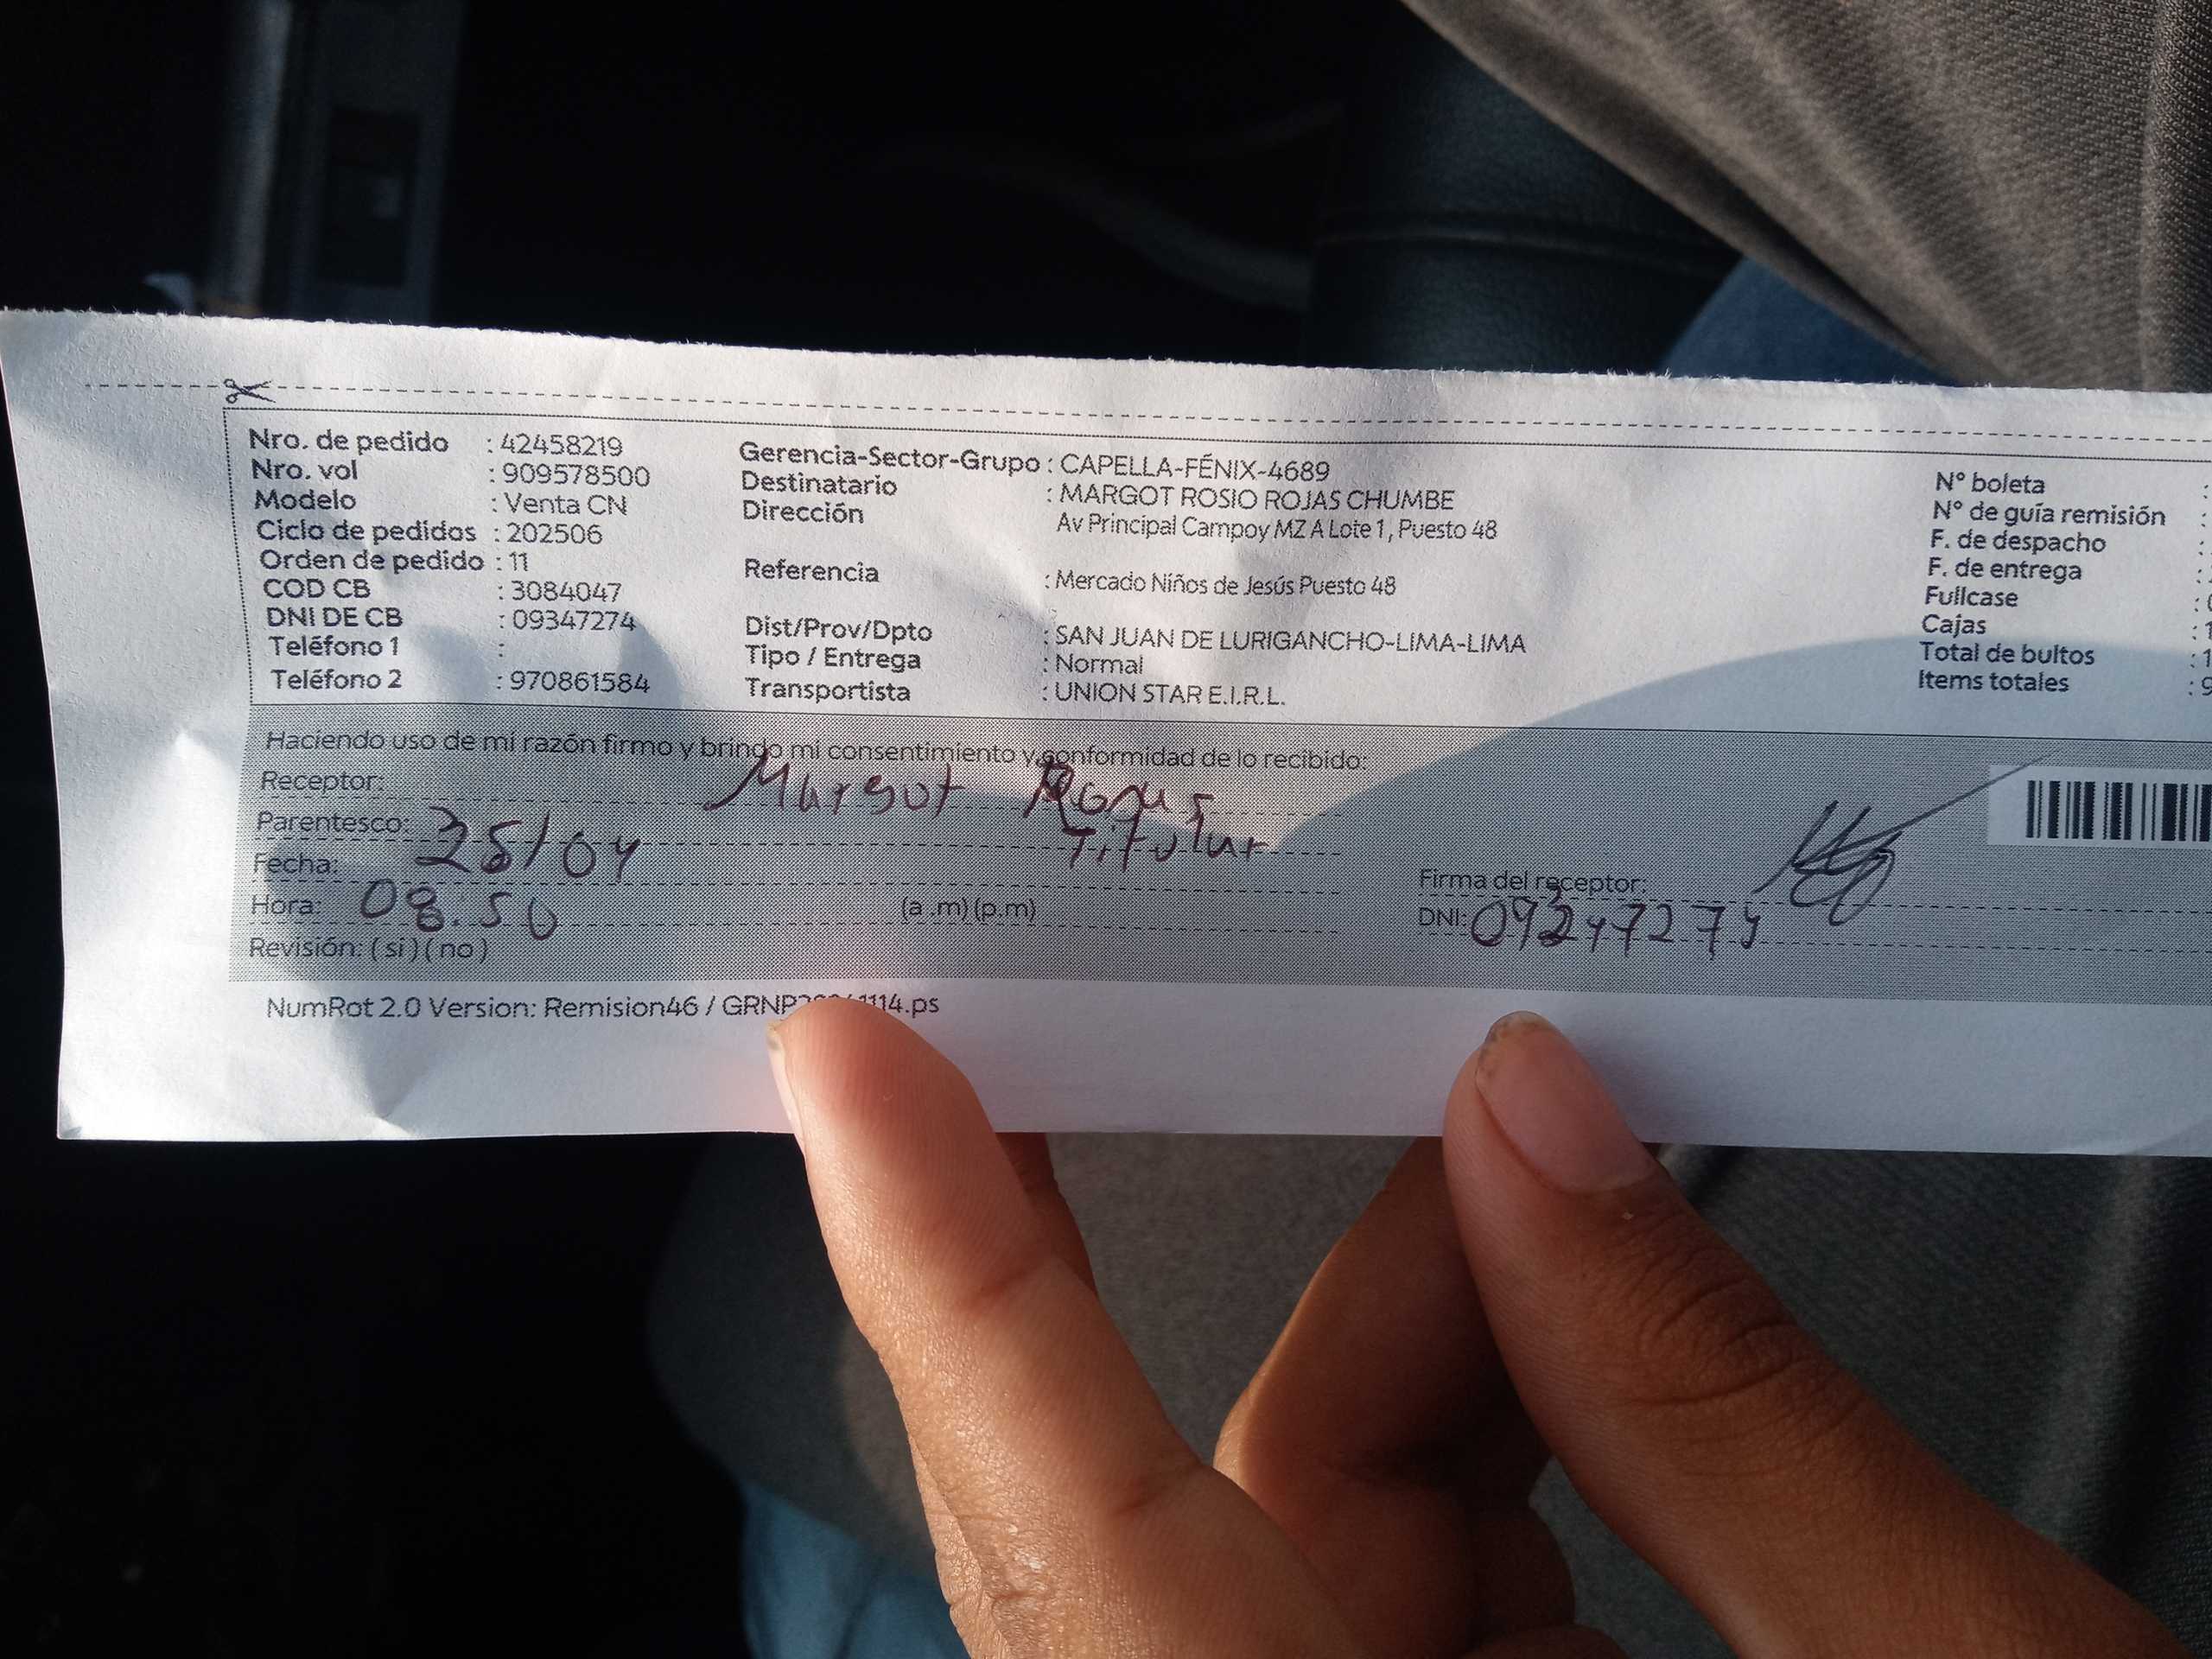 Nro. de pedido : 42458219
Nro. vol : 909578500
Modelo : Venta CN
Ciclo de pedidos : 202506
Orden de pedido : 11
COD CB : 3084047
DNI DE CB : 09347274
Teléfono 1 :
Teléfono 2 : 970861584
Gerencia-Sector-Grupo : CAPELLA-FÉNIX-4689
Destinatario : MARGOT ROSIO ROJAS CHUMBE
Dirección Av Principal Campoy MZ A Lote 1, Puesto 48
Referencia : Mercado Niños de Jesús Puesto 48
Dist/Prov/Dpto : SAN JUAN DE LURIGANCHO-LIMA-LIMA
Tipo / Entrega : Normal
Transportista : UNION STAR E.I.R.L.
N° boleta :
N° de guía remisión :
F. de despacho :
F. de entrega :
Fullcase :
Cajas : 1
Total de bultos : 1
Items totales : 9
Haciendo uso de mi razón firmo y brindo mi consentimiento y conformidad de lo recibido:
Receptor: Margot Rojas
Parentesco: Titular
Fecha: 25/04
Hora: 08.50 (a .m) (p.m)
Revisión: ( si ) ( no )
Firma del receptor:
DNI: 09347274
NumRot 2.0 Version: Remision46 /